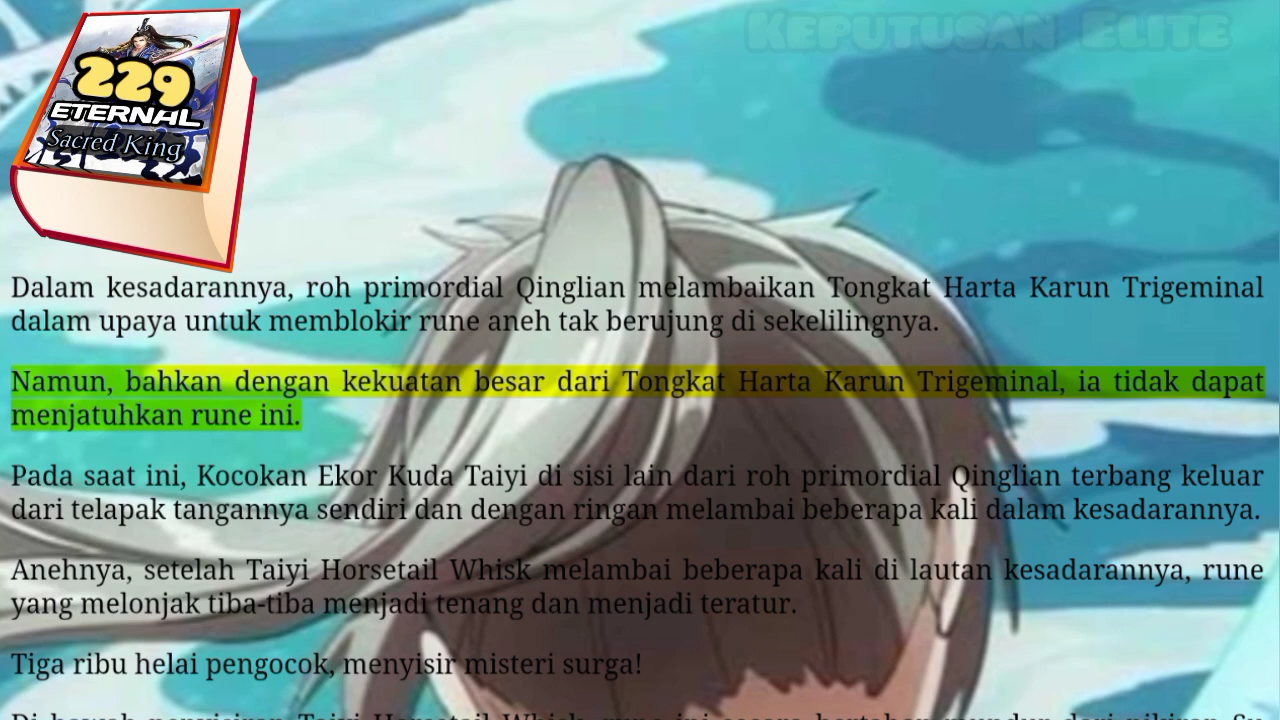 Keputusan Elite
229
ETERNAL
Sacred King
Dalam kesadarannya, roh primordial Qinglian melambaikan Tongkat Harta Karun Trigeminal
dalam upaya untuk memblokir rune aneh tak berujung di sekelilingnya.
Namun, bahkan dengan kekuatan besar dari Tongkat Harta Karun Trigeminal, ia tidak dapat
menjatuhkan rune ini.
Pada saat ini, Kocokan Ekor Kuda Taiyi di sisi lain dari roh primordial Qinglian terbang keluar
dari telapak tangannya sendiri dan dengan ringan melambai beberapa kali dalam kesadarannya.
Anehnya, setelah Taiyi Horsetail Whisk melambai beberapa kali di lautan kesadarannya, rune
yang melonjak tiba-tiba menjadi tenang dan menjadi teratur.
Tiga ribu helai pengocok, menyisir misteri surga!